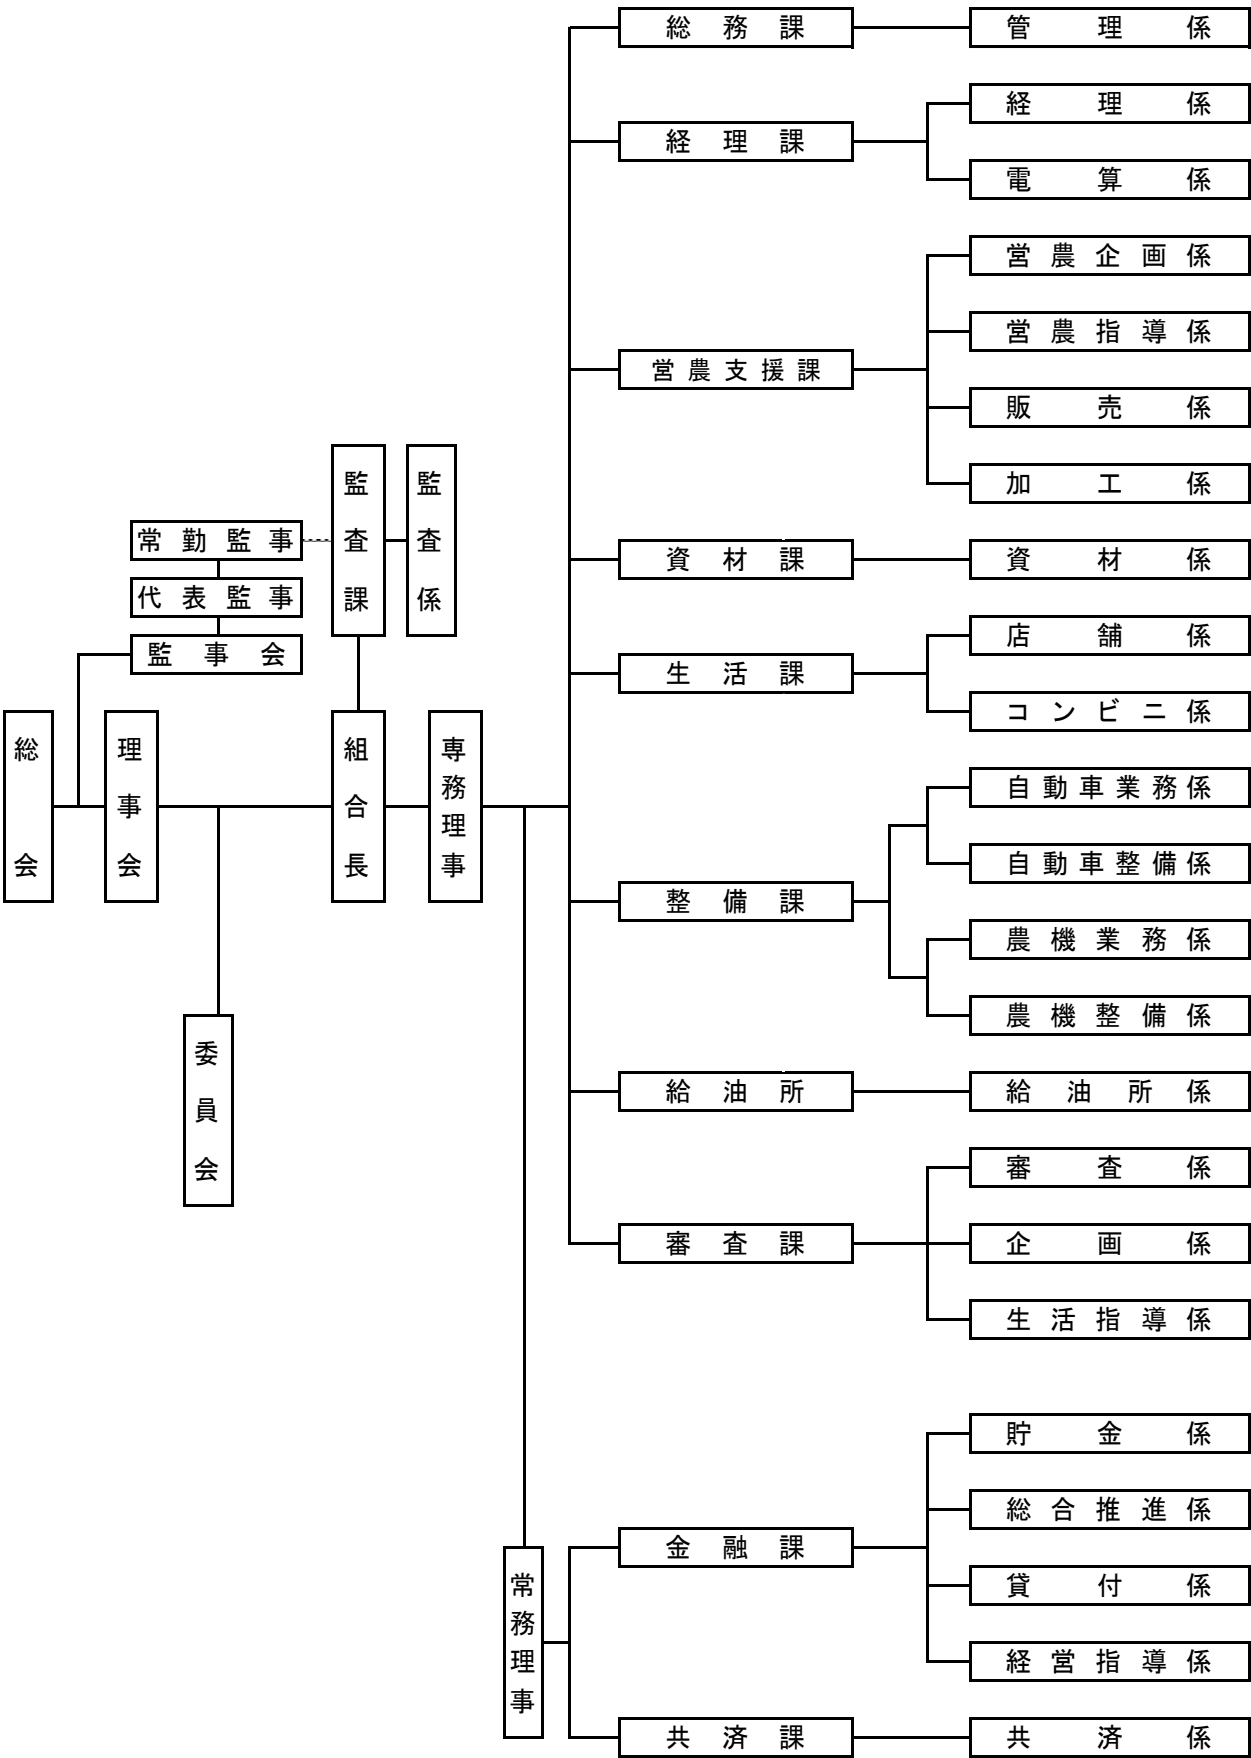 総会
理事会
監事会
代表監事
常勤監事
委員会
組合長
監査課
監査係
専務理事
総務課
管理係
経理課
経理係
電算係
営農支援課
営農企画係
営農指導係
販売係
加工係
資材課
資材係
生活課
店舗係
コンビニ係
整備課
自動車業務係
自動車整備係
農機業務係
農機整備係
給油所
給油所係
審査課
審査係
企画係
生活指導係
常務理事
金融課
貯金係
総合推進係
貸付係
経営指導係
共済課
共済係